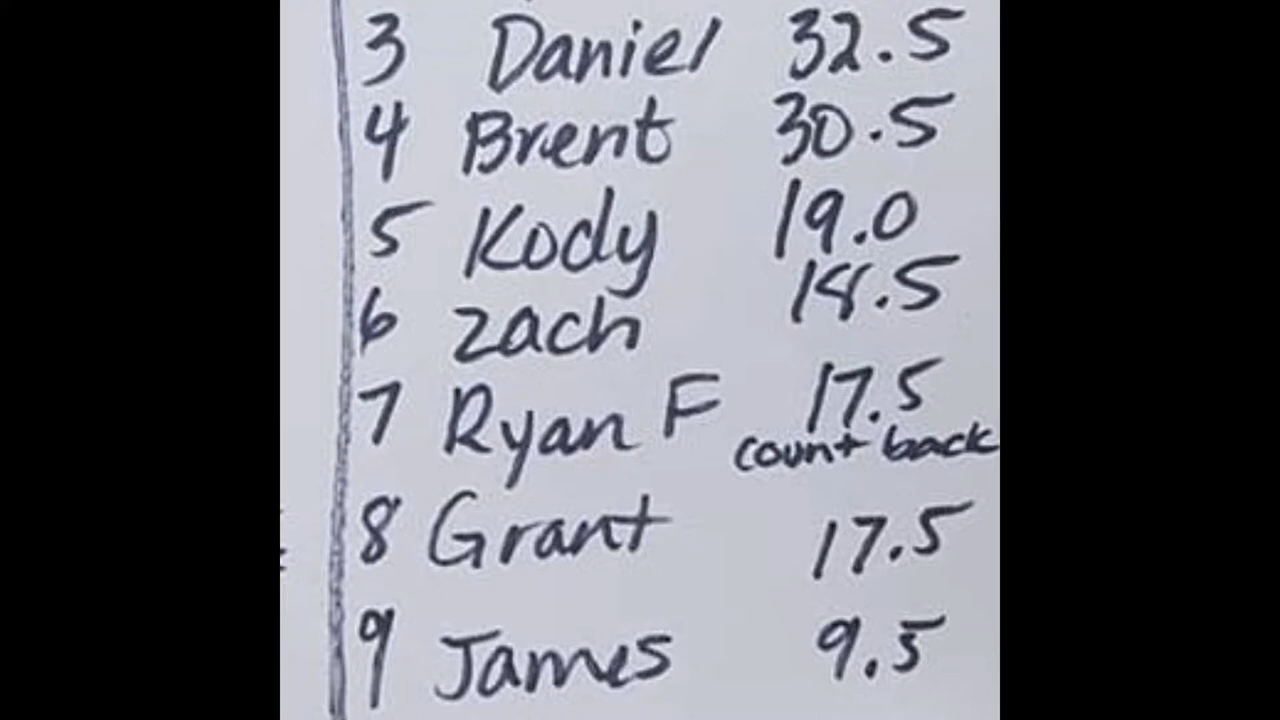 3 Daniel 32.5
4 Brent 30.5
5 Kody 19.0
6 Zach 18.5
7 Ryan F 17.5
count back
8 Grant 17.5
9 James 9.5